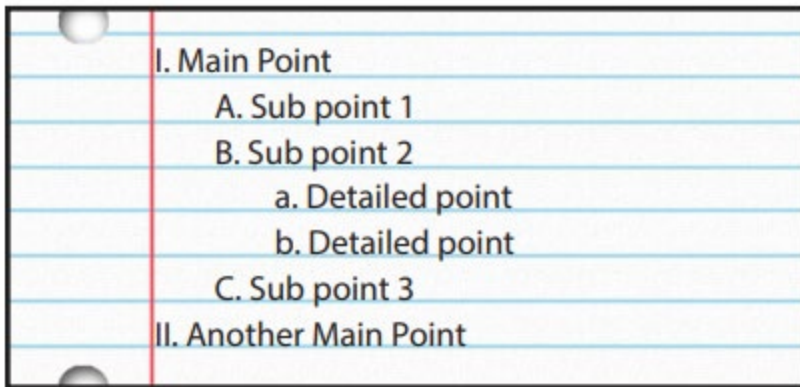 I. Main Point
A. Sub point 1
B. Sub point 2
a. Detailed point
b. Detailed point
C. Sub point 3
II. Another Main Point